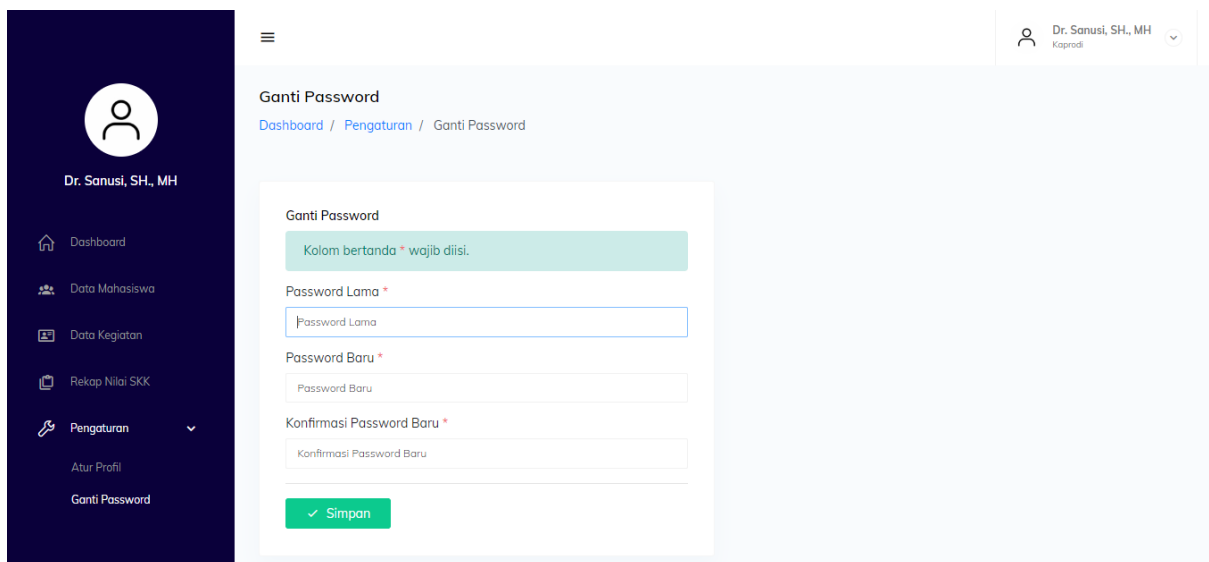 Dr. Sanusi, SH., MH
Kaprodi
Dr. Sanusi, SH., MH
Dashboard
Data Mahasiswa
Data Kegiatan
Rekap Nilai SKK
Pengaturan
Atur Profil
Ganti Password
Ganti Password
Dashboard / Pengaturan / Ganti Password
Ganti Password
Kolom bertanda * wajib diisi.
Password Lama *
Password Lama
Password Baru *
Password Baru
Konfirmasi Password Baru *
Konfirmasi Password Baru
Simpan